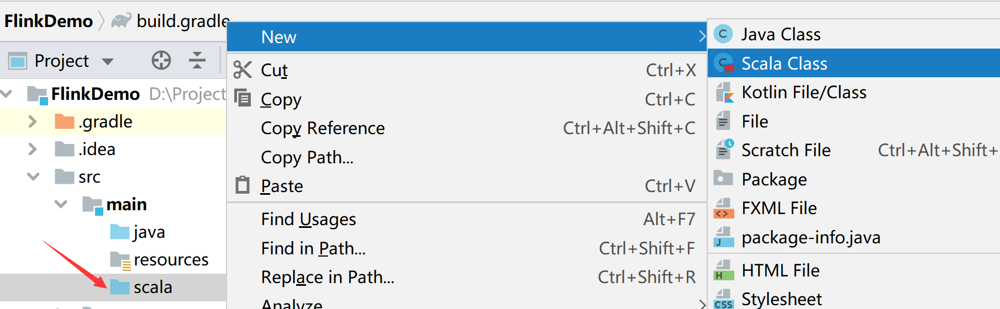 FlinkDemo build.gradle
Project
FlinkDemo D:\Project
.gradle
.idea
src
main
java
resources
scala
New
Cut Ctrl+X
Copy Ctrl+C
Copy Reference Ctrl+Alt+Shift+C
Copy Path...
Paste Ctrl+V
Find Usages Alt+F7
Find in Path... Ctrl+Shift+F
Replace in Path... Ctrl+Shift+R
Analyze
Java Class
Scala Class
Kotlin File/Class
File
Scratch File Ctrl+Alt+Shift+
Package
FXML File
package-info.java
HTML File
Stylesheet